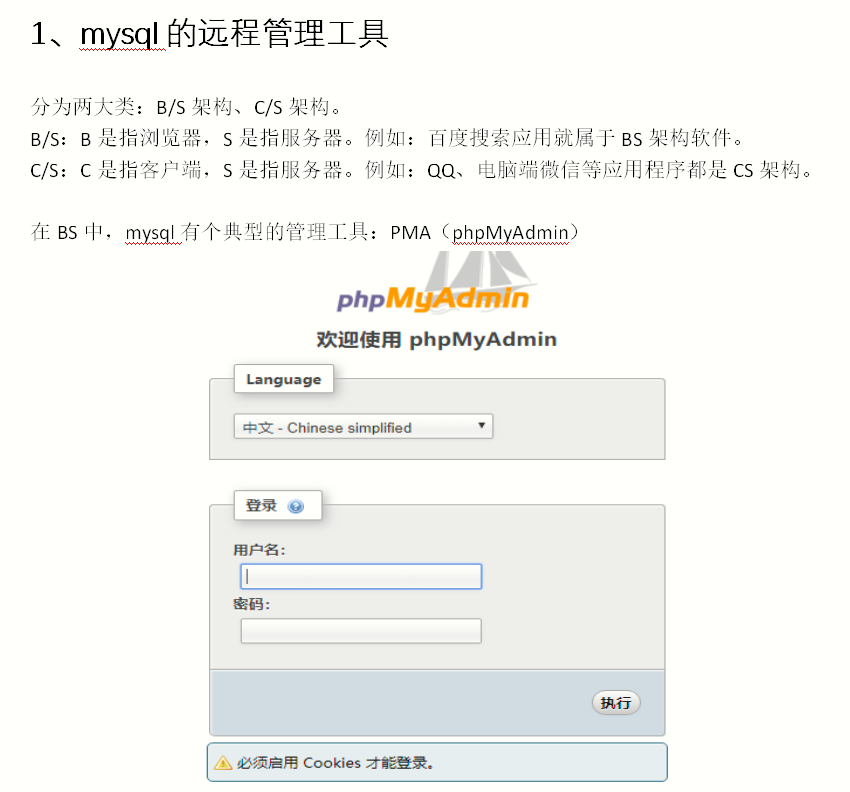 1、mysql的远程管理工具
分为两大类：B/S 架构、C/S 架构。
B/S：B 是指浏览器，S 是指服务器。例如：百度搜索应用就属于 BS 架构软件。
C/S：C 是指客户端，S 是指服务器。例如：QQ、电脑端微信等应用程序都是 CS 架构。
在 BS 中，mysql 有个典型的管理工具：PMA（phpMyAdmin）
phpMyAdmin
欢迎使用 phpMyAdmin
Language
中文 - Chinese simplified
登录
用户名：
密码：
执行
必须启用 Cookies 才能登录。